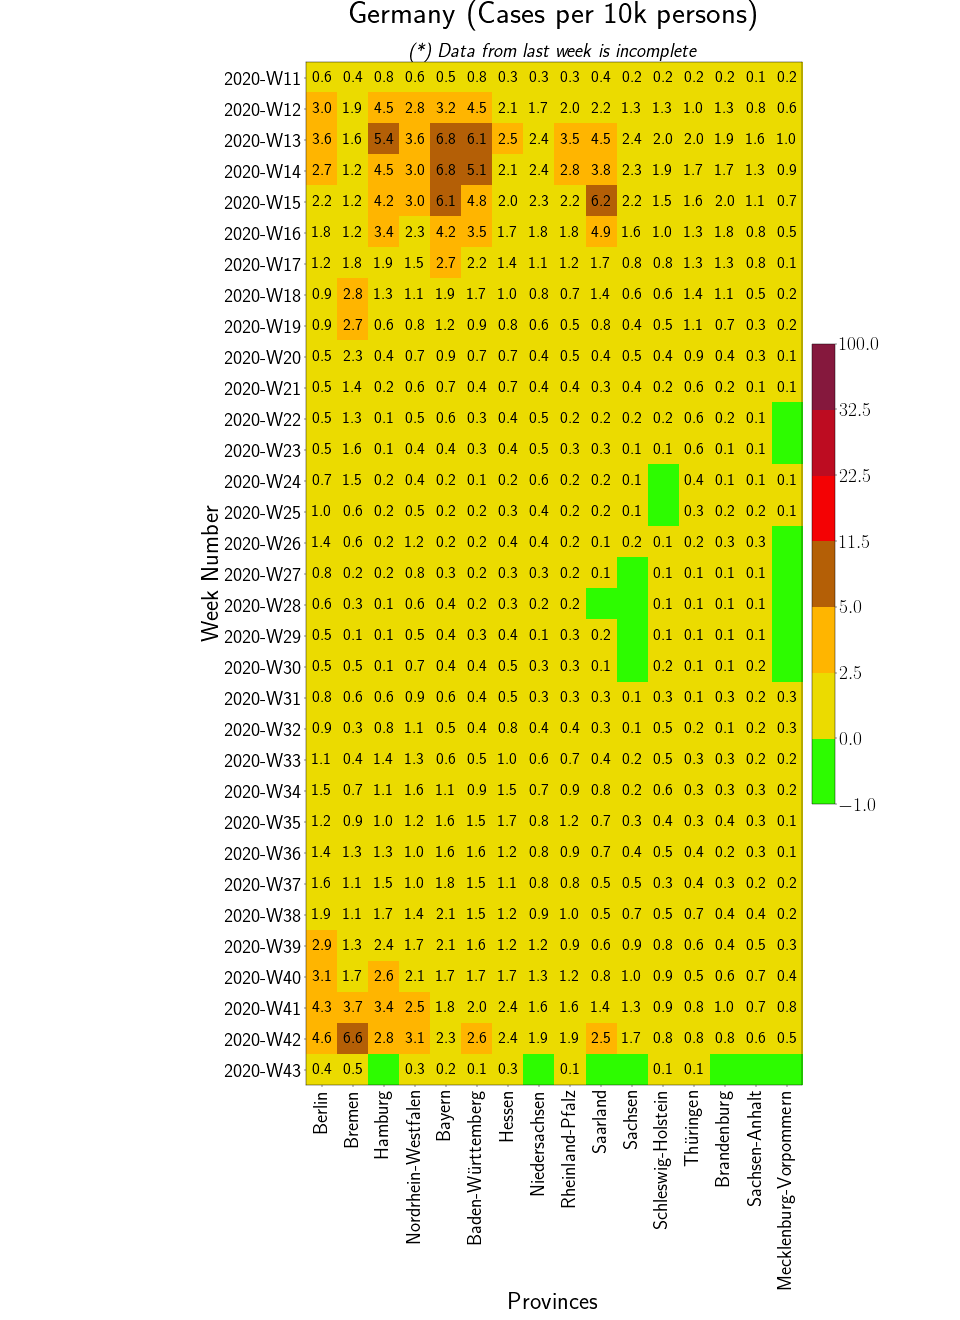 Germany (Cases per 10k persons)
(*) Data from last week is incomplete
2020-W11 0.6 0.4 0.8 0.6 0.5 0.8 0.3 0.3 0.3 0.4 0.2 0.2 0.2 0.2 0.1 0.2
2020-W12 3.0 1.9 4.5 2.8 3.2 4.5 2.1 1.7 2.0 2.2 1.3 1.3 1.0 1.3 0.8 0.6
2020-W13 3.6 1.6 5.4 3.6 6.8 6.1 2.5 2.4 3.5 4.5 2.4 2.0 2.0 1.9 1.6 1.0
2020-W14 2.7 1.2 4.5 3.0 6.8 5.1 2.1 2.4 2.8 3.8 2.3 1.9 1.7 1.7 1.3 0.9
2020-W15 2.2 1.2 4.2 3.0 6.1 4.8 2.0 2.3 2.2 6.2 2.2 1.5 1.6 2.0 1.1 0.7
2020-W16 1.8 1.2 3.4 2.3 4.2 3.5 1.7 1.8 1.8 4.9 1.6 1.0 1.3 1.8 0.8 0.5
2020-W17 1.2 1.8 1.9 1.5 2.7 2.2 1.4 1.1 1.2 1.7 0.8 0.8 1.3 1.3 0.8 0.1
2020-W18 0.9 2.8 1.3 1.1 1.9 1.7 1.0 0.8 0.7 1.4 0.6 0.6 1.4 1.1 0.5 0.2
2020-W19 0.9 2.7 0.6 0.8 1.2 0.9 0.8 0.6 0.5 0.8 0.4 0.5 1.1 0.7 0.3 0.2
2020-W20 0.5 2.3 0.4 0.7 0.9 0.7 0.7 0.4 0.5 0.4 0.5 0.4 0.9 0.4 0.3 0.1
2020-W21 0.5 1.4 0.2 0.6 0.7 0.4 0.7 0.4 0.4 0.3 0.4 0.2 0.6 0.2 0.1 0.1
2020-W22 0.5 1.3 0.1 0.5 0.6 0.3 0.4 0.5 0.2 0.2 0.2 0.2 0.6 0.2 0.1
2020-W23 0.5 1.6 0.1 0.4 0.4 0.3 0.4 0.5 0.3 0.3 0.1 0.1 0.6 0.1 0.1
2020-W24 0.7 1.5 0.2 0.4 0.2 0.1 0.2 0.6 0.2 0.2 0.1 0.4 0.1 0.1 0.1
2020-W25 1.0 0.6 0.2 0.5 0.2 0.2 0.3 0.4 0.2 0.2 0.1 0.3 0.2 0.2 0.1
2020-W26 1.4 0.6 0.2 1.2 0.2 0.2 0.4 0.4 0.2 0.1 0.2 0.1 0.2 0.3 0.3
2020-W27 0.8 0.2 0.2 0.8 0.3 0.2 0.3 0.3 0.2 0.1 0.1 0.1 0.1 0.1
2020-W28 0.6 0.3 0.1 0.6 0.4 0.2 0.3 0.2 0.2 0.1 0.1 0.1 0.1
2020-W29 0.5 0.1 0.1 0.5 0.4 0.3 0.4 0.1 0.3 0.2 0.1 0.1 0.1 0.1
2020-W30 0.5 0.5 0.1 0.7 0.4 0.4 0.5 0.3 0.3 0.1 0.2 0.1 0.1 0.2
2020-W31 0.8 0.6 0.6 0.9 0.6 0.4 0.5 0.3 0.3 0.3 0.1 0.3 0.1 0.3 0.2 0.3
2020-W32 0.9 0.3 0.8 1.1 0.5 0.4 0.8 0.4 0.4 0.3 0.1 0.5 0.2 0.1 0.2 0.3
2020-W33 1.1 0.4 1.4 1.3 0.6 0.5 1.0 0.6 0.7 0.4 0.2 0.5 0.3 0.3 0.2 0.2
2020-W34 1.5 0.7 1.1 1.6 1.1 0.9 1.5 0.7 0.9 0.8 0.2 0.6 0.3 0.3 0.3 0.2
2020-W35 1.2 0.9 1.0 1.2 1.6 1.5 1.7 0.8 1.2 0.7 0.3 0.4 0.3 0.4 0.3 0.1
2020-W36 1.4 1.3 1.3 1.0 1.6 1.6 1.2 0.8 0.9 0.7 0.4 0.5 0.4 0.2 0.3 0.1
2020-W37 1.6 1.1 1.5 1.0 1.8 1.5 1.1 0.8 0.8 0.5 0.5 0.3 0.4 0.3 0.2 0.2
2020-W38 1.9 1.1 1.7 1.4 2.1 1.5 1.2 0.9 1.0 0.5 0.7 0.5 0.7 0.4 0.4 0.2
2020-W39 2.9 1.3 2.4 1.7 2.1 1.6 1.2 1.2 0.9 0.6 0.9 0.8 0.6 0.4 0.5 0.3
2020-W40 3.1 1.7 2.6 2.1 1.7 1.7 1.7 1.3 1.2 0.8 1.0 0.9 0.5 0.6 0.7 0.4
2020-W41 4.3 3.7 3.4 2.5 1.8 2.0 2.4 1.6 1.6 1.4 1.3 0.9 0.8 1.0 0.7 0.8
2020-W42 4.6 6.6 2.8 3.1 2.3 2.6 2.4 1.9 1.9 2.5 1.7 0.8 0.8 0.8 0.6 0.5
2020-W43 0.4 0.5 0.3 0.2 0.1 0.3 0.1 0.1 0.1
Week Number
Berlin
Bremen
Hamburg
Nordrhein-Westfalen
Bayern
Baden-Württemberg
Hessen
Niedersachsen
Rheinland-Pfalz
Saarland
Sachsen
Schleswig-Holstein
Thüringen
Brandenburg
Sachsen-Anhalt
Mecklenburg-Vorpommern
Provinces
100.0
32.5
22.5
11.5
5.0
2.5
0.0
−1.0